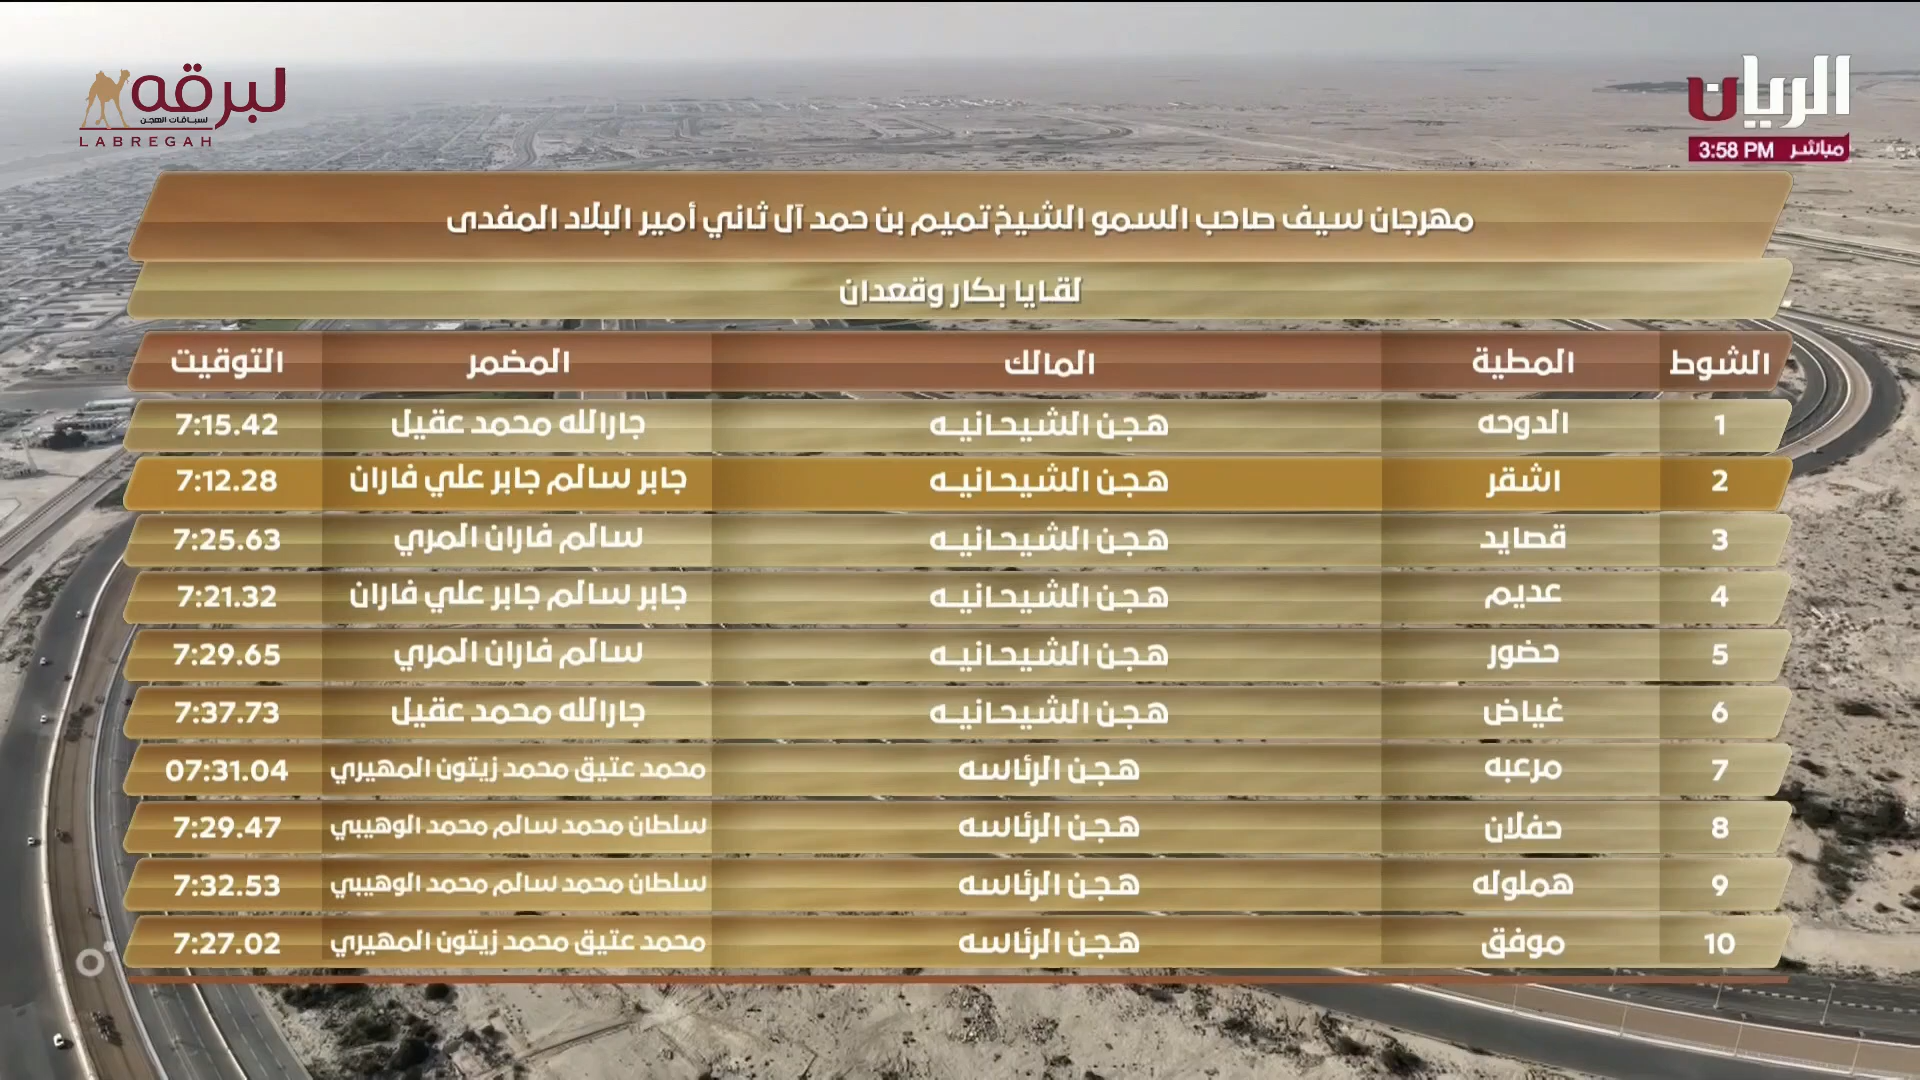 لبرقه
لسباقات الهجن
LABREGAH
الريان
مباشر 3:58 PM
مهرجان سيف صاحب السمو الشيخ تميم بن حمد آل ثاني أمير البلاد المفدى
لقايا بكار وقعدان
الشوط المطية المالك المضمر التوقيت
1 الدوحه هجن الشيحانيه جارالله محمد عقيل 7:15.42
2 اشقر هجن الشيحانيه جابر سالم جابر علي فاران 7:12.28
3 قصايد هجن الشيحانيه سالم فاران المري 7:25.63
4 عديم هجن الشيحانيه جابر سالم جابر علي فاران 7:21.32
5 حضور هجن الشيحانيه سالم فاران المري 7:29.65
6 غياض هجن الشيحانيه جارالله محمد عقيل 7:37.73
7 مرعبه هجن الرئاسه محمد عتيق محمد زيتون المهيري 07:31.04
8 حفلان هجن الرئاسه سلطان محمد سالم محمد الوهيبي 7:29.47
9 هملوله هجن الرئاسه سلطان محمد سالم محمد الوهيبي 7:32.53
10 موفق هجن الرئاسه محمد عتيق محمد زيتون المهيري 7:27.02